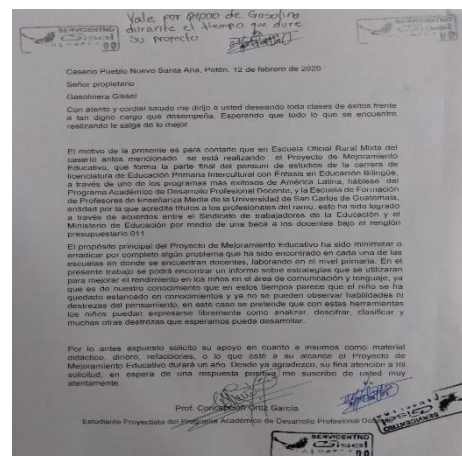 SERVICENTRO
Gissel
Vale por Q1000 de Gasolina
durante el tiempo que dure
su proyecto
SERVICENTRO
Gissel
Caserío Pueblo Nuevo Santa Ana, Petén, 12 de febrero de 2020
Señor propietario
Gasolinera Gissel
Con atento y cordial saludo me dirijo a usted deseando toda clases de éxitos frente
a tan digno cargo que desempeña. Esperando que todo lo que se encuentra
realizando le salga de lo mejor.
El motivo de la presente es para contarle que en Escuela Oficial Rural Mixta del
caserío antes mencionado se está realizando el Proyecto de Mejoramiento
Educativo, que forma la parte final del pensum de estudios de la carrera de
licenciatura de Educación Primaria Intercultural con Énfasis en Educación Bilingüe,
a través de uno de los programas más exitosos de América Latina, háblese del
Programa Académico de Desarrollo Profesional Docente, y la Escuela de Formación
de Profesores de Enseñanza Media de la Universidad de San Carlos de Guatemala,
entidad por la que acredita títulos a los profesionales del ramo, esto ha sido logrado
a través de acuerdos entre el Sindicato de trabajadores de la Educación y el
Ministerio de Educación por medio de una beca a los docentes bajo el renglón
presupuestario 011.
El propósito principal del Proyecto de Mejoramiento Educativo ha sido minimizar o
erradicar por completo algún problema que ha sido encontrado en cada una de las
escuelas en donde se encuentran docentes, laborando en el nivel primaria. En el
presente trabajo se podrá encontrar un informe sobre estrategias que se utilizaran
para mejorar el rendimiento en los niños en el área de comunicación y lenguaje, ya
que es de nuestro conocimiento que en estos tiempos parece que el niño se ha
quedado estancado en conocimientos y ya no se pueden observar habilidades ni
destrezas del pensamiento, en este caso se pretende que con estas herramientas
los niños puedan expresarse libremente como analizar, descifrar, clasificar y
muchas otras destrezas que esperamos pueda desarrollar.
Por lo antes expuesto solicito su apoyo en cuanto a insumos como material
didáctico, dinero, refacciones, o lo que esté a su alcance el Proyecto de
Mejoramiento Educativo durará un año. Desde ya agradezco, su fina atención a mi
solicitud, en espera de una respuesta positiva me suscribo de usted muy
atentamente.
Prof. Concepción Ortiz García
Estudiante Proyectista del Programa Académico de Desarrollo Profesional
SERVICENTRO
Gissel
SERVICENTRO